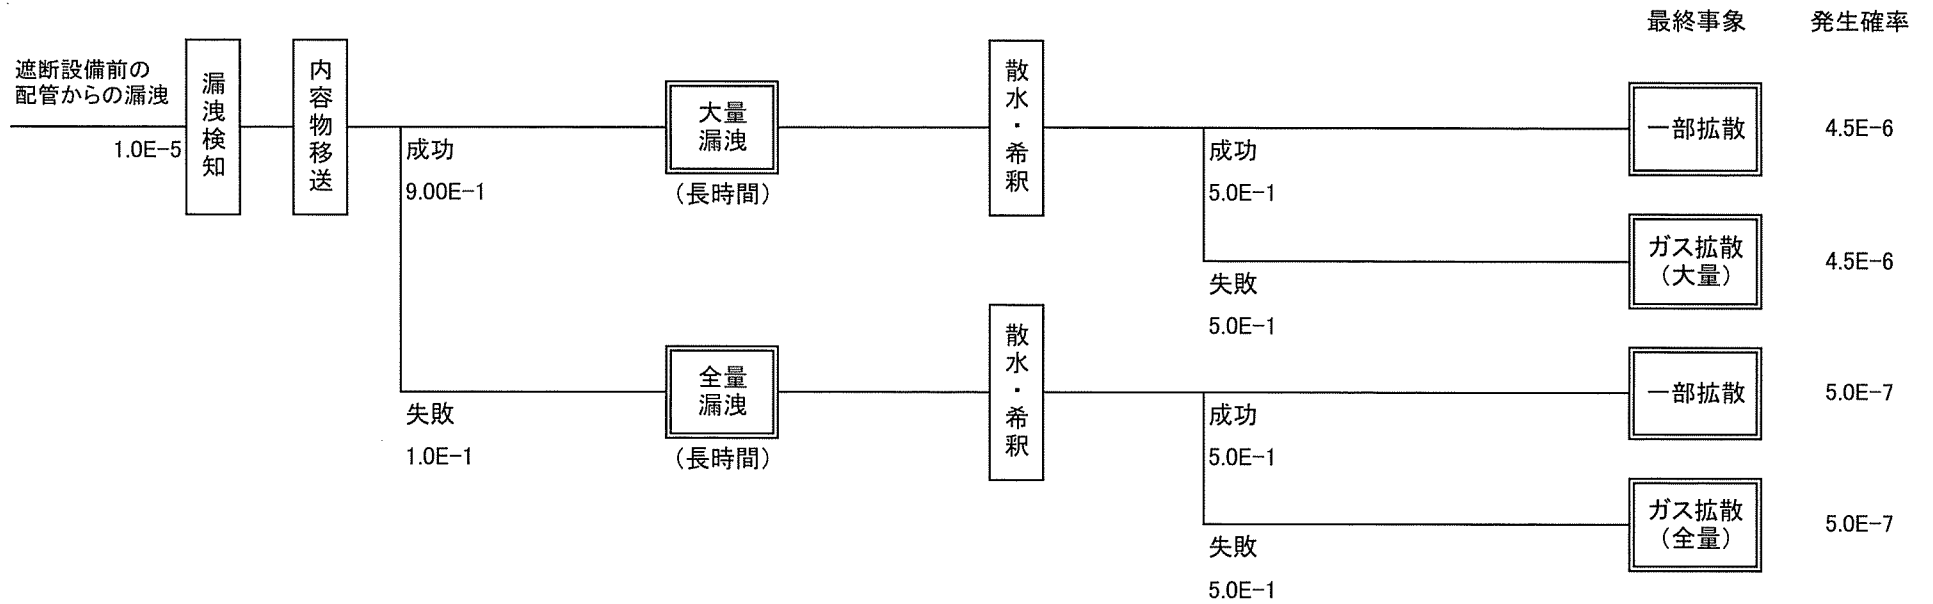 最終事象 発生確率
遮断設備前の
配管からの漏洩
1.0E-5
漏洩検知
内容物移送
成功
9.00E-1
大量
漏洩
(長時間)
散水・希釈
成功
5.0E-1
一部拡散
4.5E-6
失敗
5.0E-1
ガス拡散
(大量)
4.5E-6
失敗
1.0E-1
全量
漏洩
(長時間)
散水・希釈
成功
5.0E-1
一部拡散
5.0E-7
失敗
5.0E-1
ガス拡散
(全量)
5.0E-7